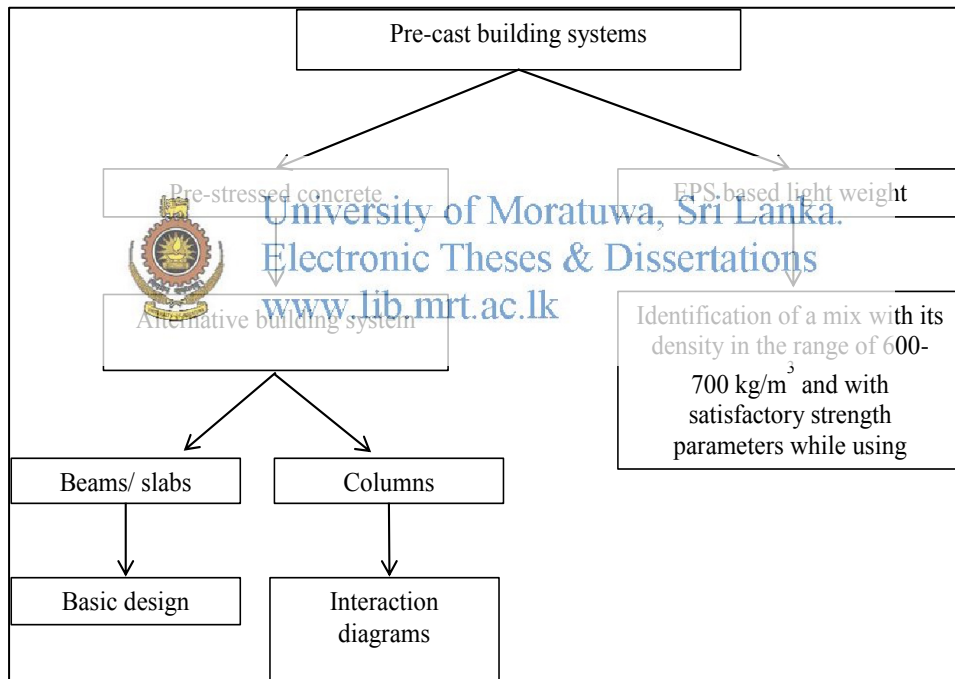 Pre-cast building systems
Pre-stressed concrete
EPS based light weight
University of Moratuwa, Sri Lanka.
Electronic Theses & Dissertations
www.lib.mrt.ac.lk
Alternative building system
Identification of a mix with its
density in the range of 600-
700 kg/m³ and with
satisfactory strength
parameters while using
Beams/ slabs
Columns
Basic design
Interaction
diagrams